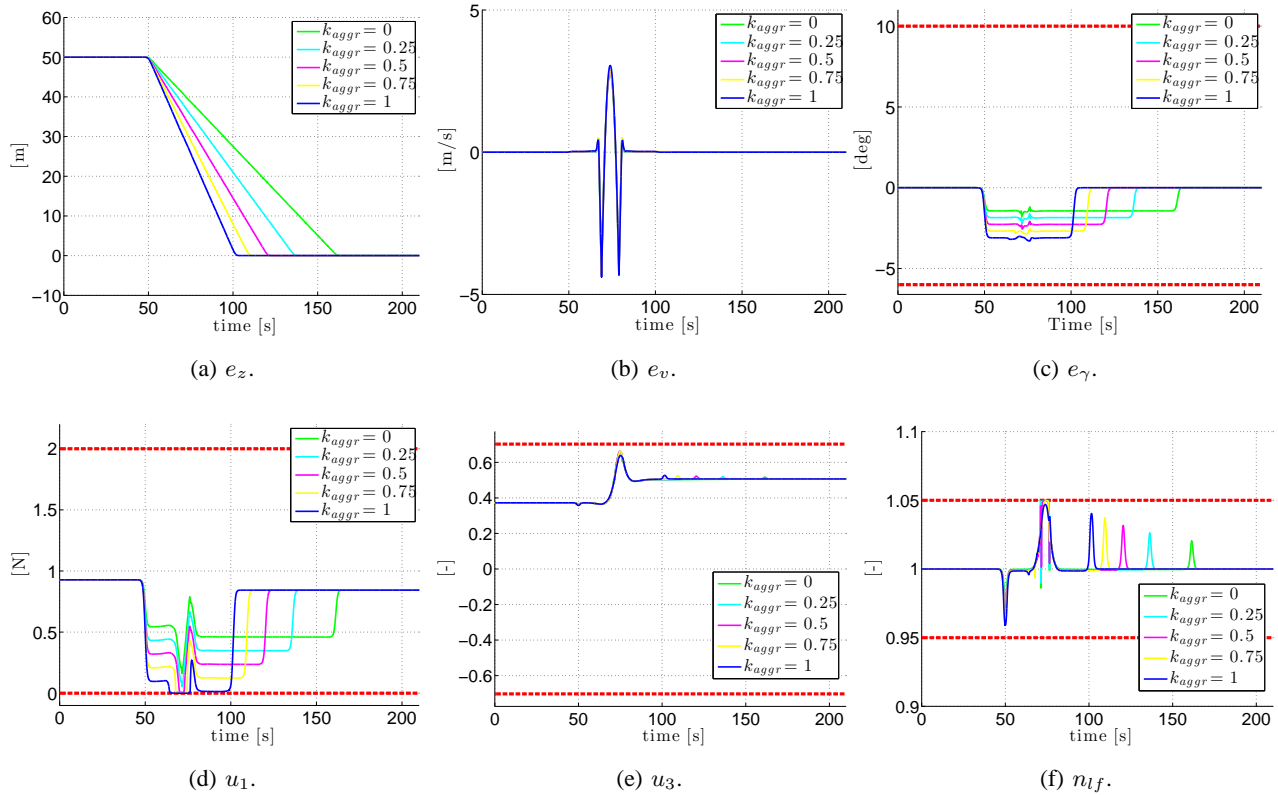 60
50
40
30
20
10
0
−10
[m]
0 50 100 150 200
time [s]
k_aggr = 0
k_aggr = 0.25
k_aggr = 0.5
k_aggr = 0.75
k_aggr = 1
(a) e_z.
5
0
−5
[m/s]
0 50 100 150 200
time [s]
k_aggr = 0
k_aggr = 0.25
k_aggr = 0.5
k_aggr = 0.75
k_aggr = 1
(b) e_v.
10
5
0
−5
[deg]
0 50 100 150 200
Time [s]
k_aggr = 0
k_aggr = 0.25
k_aggr = 0.5
k_aggr = 0.75
k_aggr = 1
(c) e_γ.
2
1.5
1
0.5
0
[N]
0 50 100 150 200
time [s]
k_aggr = 0
k_aggr = 0.25
k_aggr = 0.5
k_aggr = 0.75
k_aggr = 1
(d) u_1.
0.6
0.4
0.2
0
−0.2
−0.4
−0.6
[-]
0 50 100 150 200
time [s]
k_aggr = 0
k_aggr = 0.25
k_aggr = 0.5
k_aggr = 0.75
k_aggr = 1
(e) u_3.
1.1
1.05
1
0.95
0.9
[-]
0 50 100 150 200
time [s]
k_aggr = 0
k_aggr = 0.25
k_aggr = 0.5
k_aggr = 0.75
k_aggr = 1
(f) n_lf.